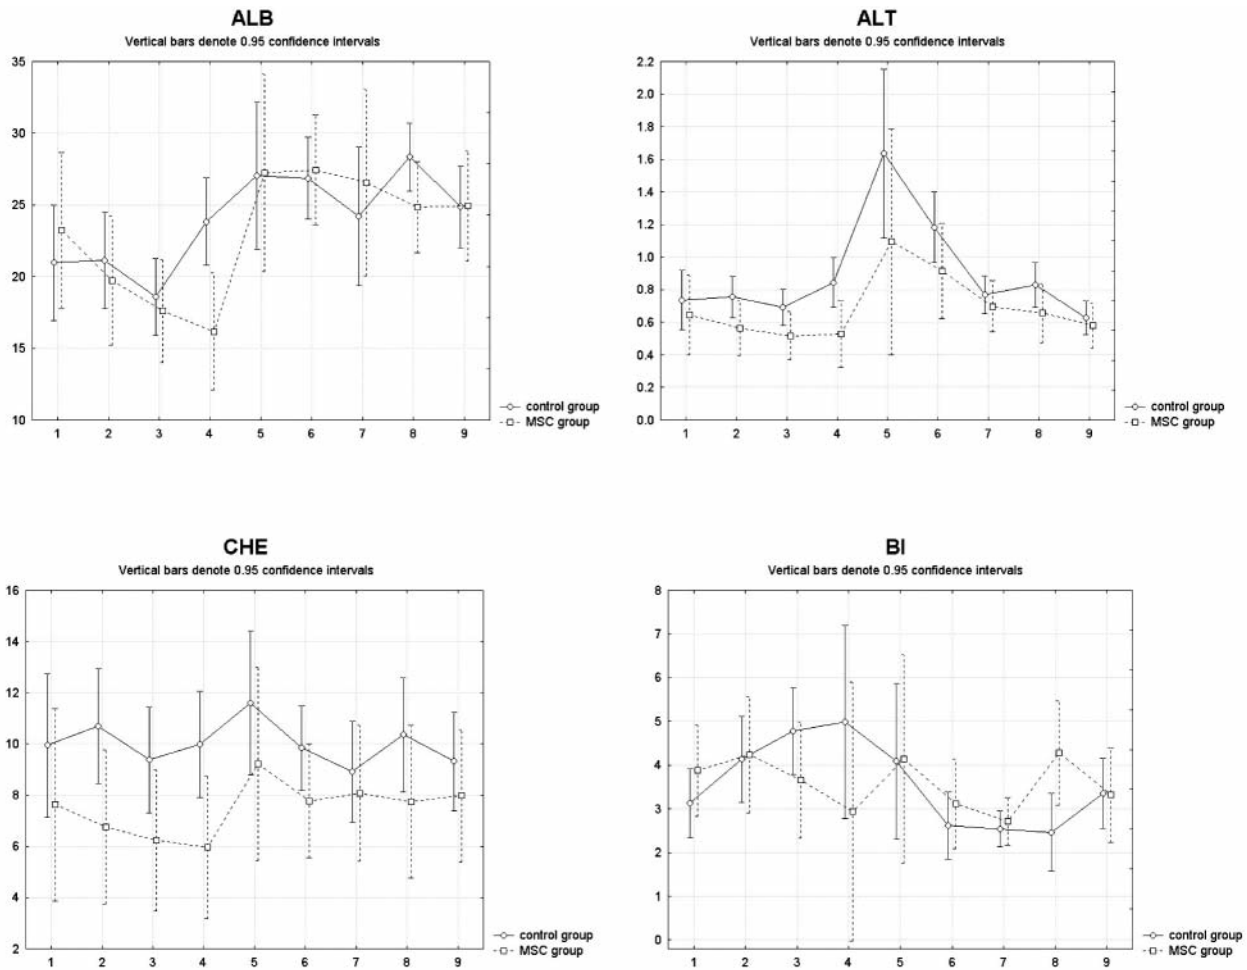 ALB
Vertical bars denote 0.95 confidence intervals
35
30
25
20
15
10
1 2 3 4 5 6 7 8 9
control group
MSC group
ALT
Vertical bars denote 0.95 confidence intervals
2.2
2.0
1.8
1.6
1.4
1.2
1.0
0.8
0.6
0.4
0.2
0.0
1 2 3 4 5 6 7 8 9
control group
MSC group
CHE
Vertical bars denote 0.95 confidence intervals
16
14
12
10
8
6
4
2
1 2 3 4 5 6 7 8 9
control group
MSC group
BI
Vertical bars denote 0.95 confidence intervals
8
7
6
5
4
3
2
1
0
1 2 3 4 5 6 7 8 9
control group
MSC group